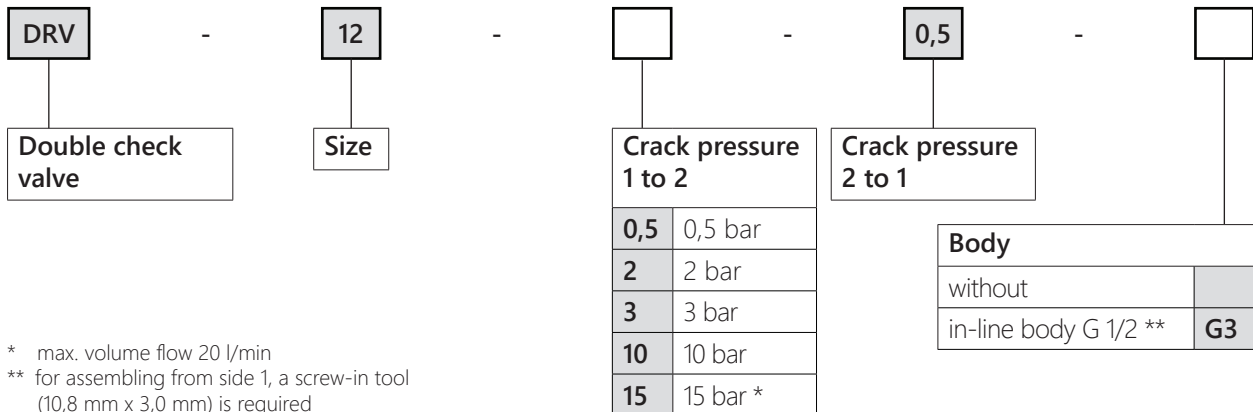 DRV - 12 - - 0,5 -
Double check
valve
Size
Crack pressure
1 to 2
0,5 0,5 bar
2 2 bar
3 3 bar
10 10 bar
15 15 bar *
Crack pressure
2 to 1
Body
without
in-line body G 1/2 ** G3
* max. volume flow 20 l/min
** for assembling from side 1, a screw-in tool
(10,8 mm x 3,0 mm) is required